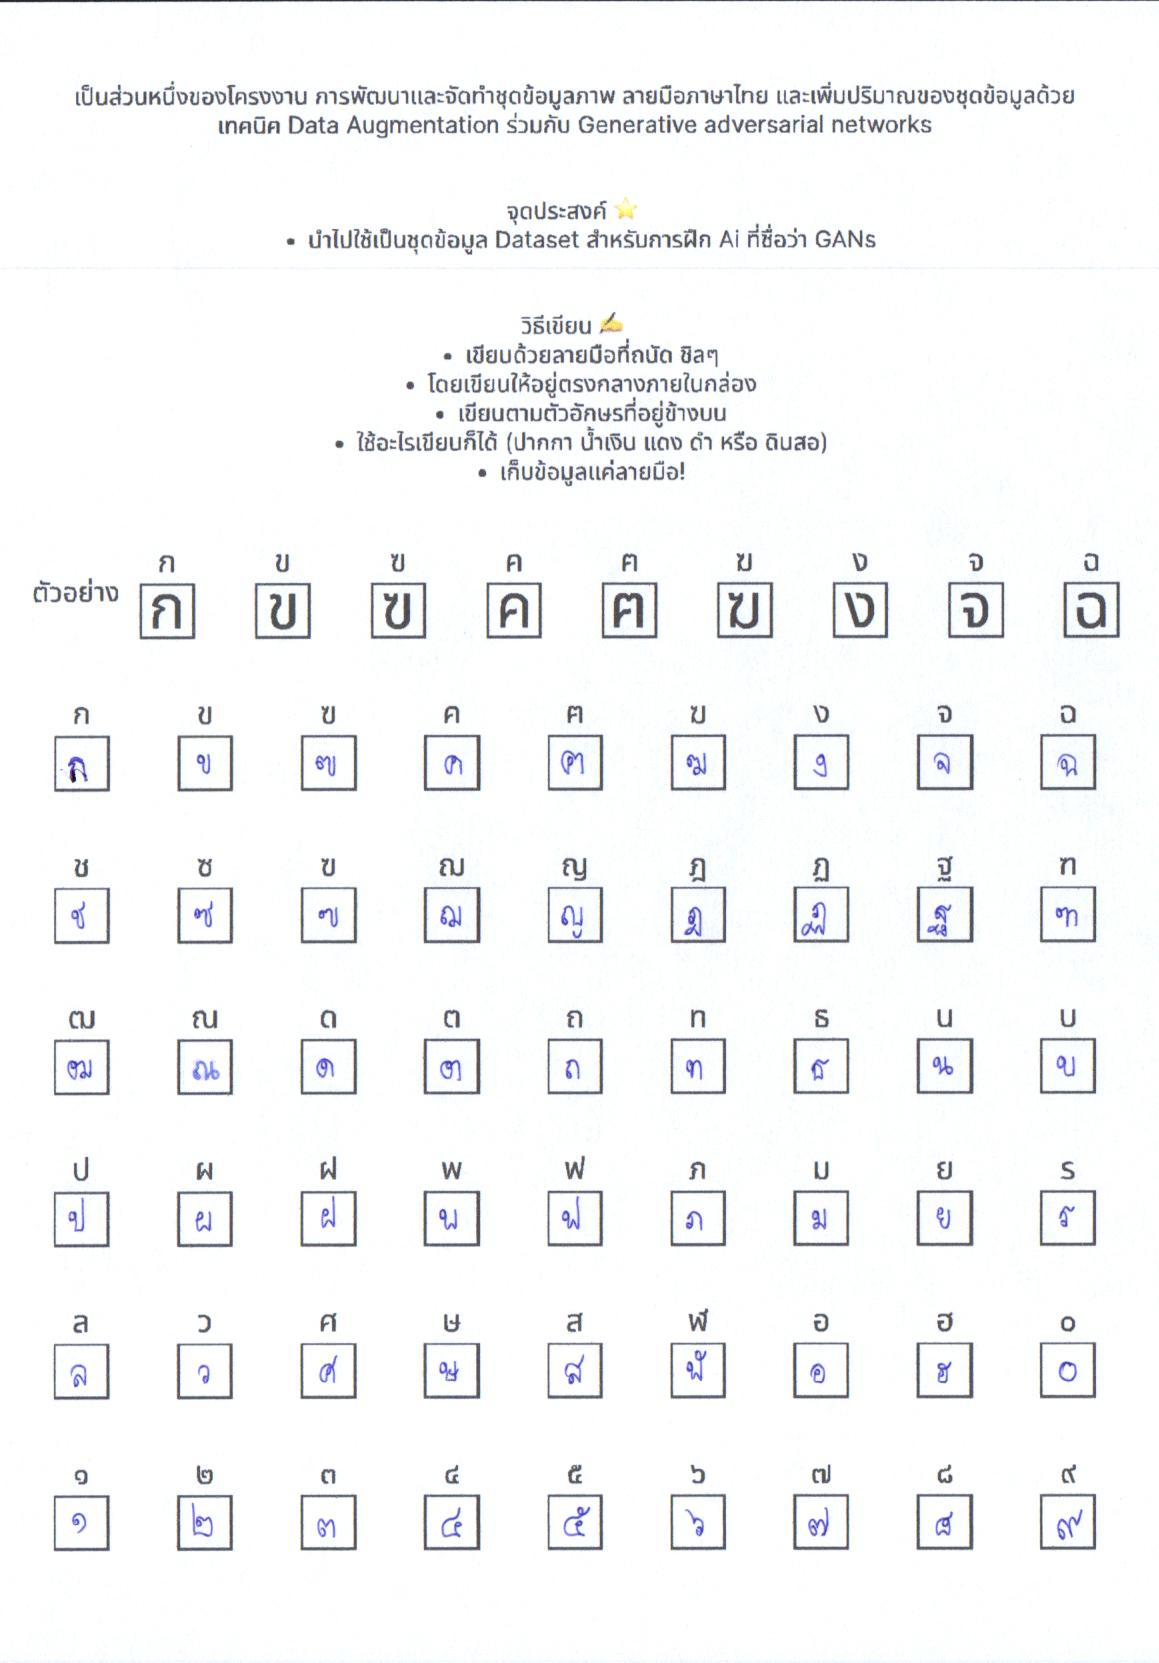 เป็นส่วนหนึ่งของโครงงาน การพัฒนาและจัดทำชุดข้อมูลภาพ ลายมือภาษาไทย และเพิ่มปริมาณของชุดข้อมูลด้วย
เทคนิค Data Augmentation ร่วมกับ Generative adversarial networks
จุดประสงค์ ⭐
• นำไปใช้เป็นชุดข้อมูล Dataset สำหรับการฝึก Ai ที่ชื่อว่า GANs
วิธีเขียน ✍️
• เขียนด้วยลายมือที่ถนัด ชิลๆ
• โดยเขียนให้อยู่ตรงกลางภายในกล่อง
• เขียนตามตัวอักษรที่อยู่ข้างบน
• ใช้อะไรเขียนก็ได้ (ปากกา น้ำเงิน แดง ดำ หรือ ดินสอ)
• เก็บข้อมูลแค่ลายมือ!
ก ข ฃ ค ฅ ฆ ง จ ฉ
ตัวอย่าง ก ข ฃ ค ฅ ฆ ง จ ฉ
ก ข ฃ ค ฅ ฆ ง จ ฉ
ก ข ฃ ค ฅ ฆ ง จ ฉ
ช ซ ฃ ฌ ญ ฎ ฏ ฐ ฑ
ช ซ ฃ ฌ ญ ฎ ฏ ฐ ฑ
ฒ ณ ด ต ถ ท ธ น บ
ฒ ณ ด ต ถ ท ธ น บ
ป ผ ฝ พ ฟ ภ ม ย ร
ป ผ ฝ พ ฟ ภ ม ย ร
ล ว ศ ษ ส ฬ อ ฮ ๐
ล ว ศ ษ ส ฬ อ ฮ ๐
๑ ๒ ๓ ๔ ๕ ๖ ๗ ๘ ๙
๑ ๒ ๓ ๔ ๕ ๖ ๗ ๘ ๙